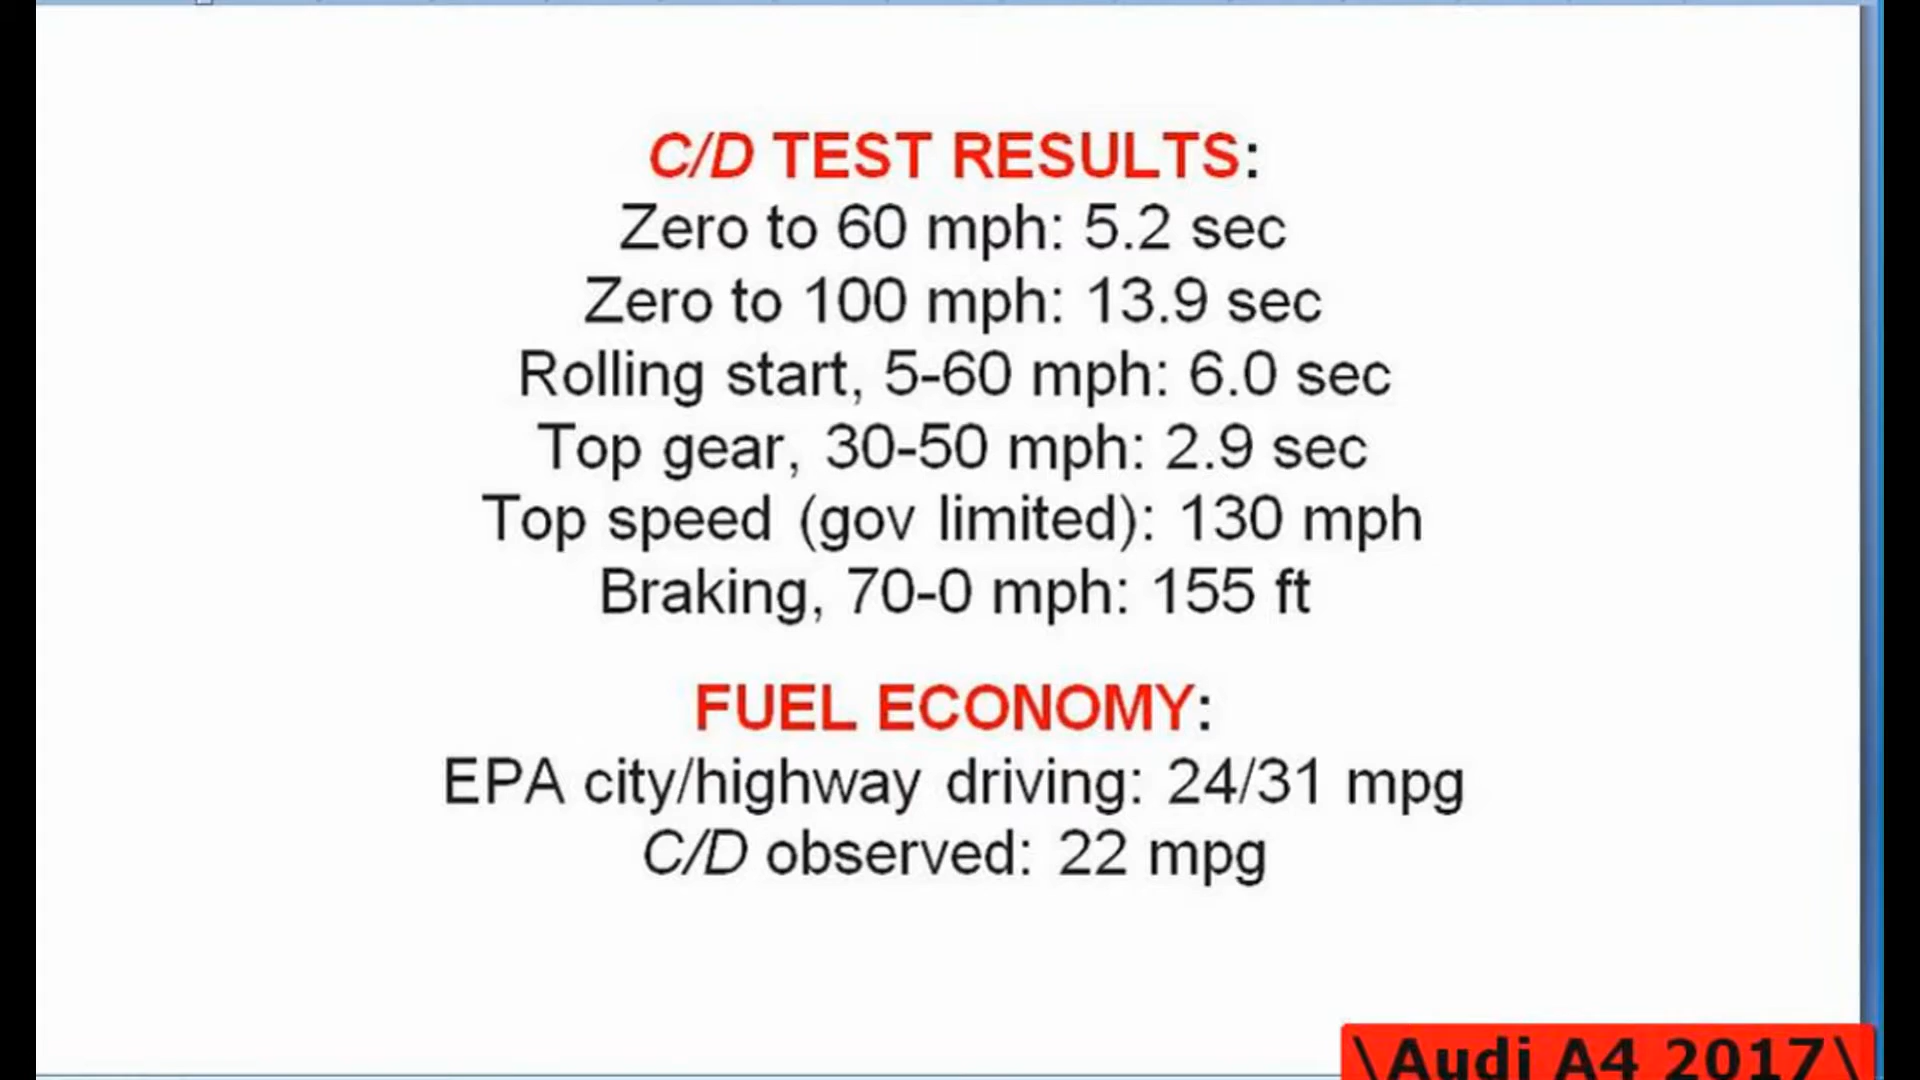 C/D TEST RESULTS:
Zero to 60 mph: 5.2 sec
Zero to 100 mph: 13.9 sec
Rolling start, 5-60 mph: 6.0 sec
Top gear, 30-50 mph: 2.9 sec
Top speed (gov limited): 130 mph
Braking, 70-0 mph: 155 ft
FUEL ECONOMY:
EPA city/highway driving: 24/31 mpg
C/D observed: 22 mpg
\Audi A4 2017\